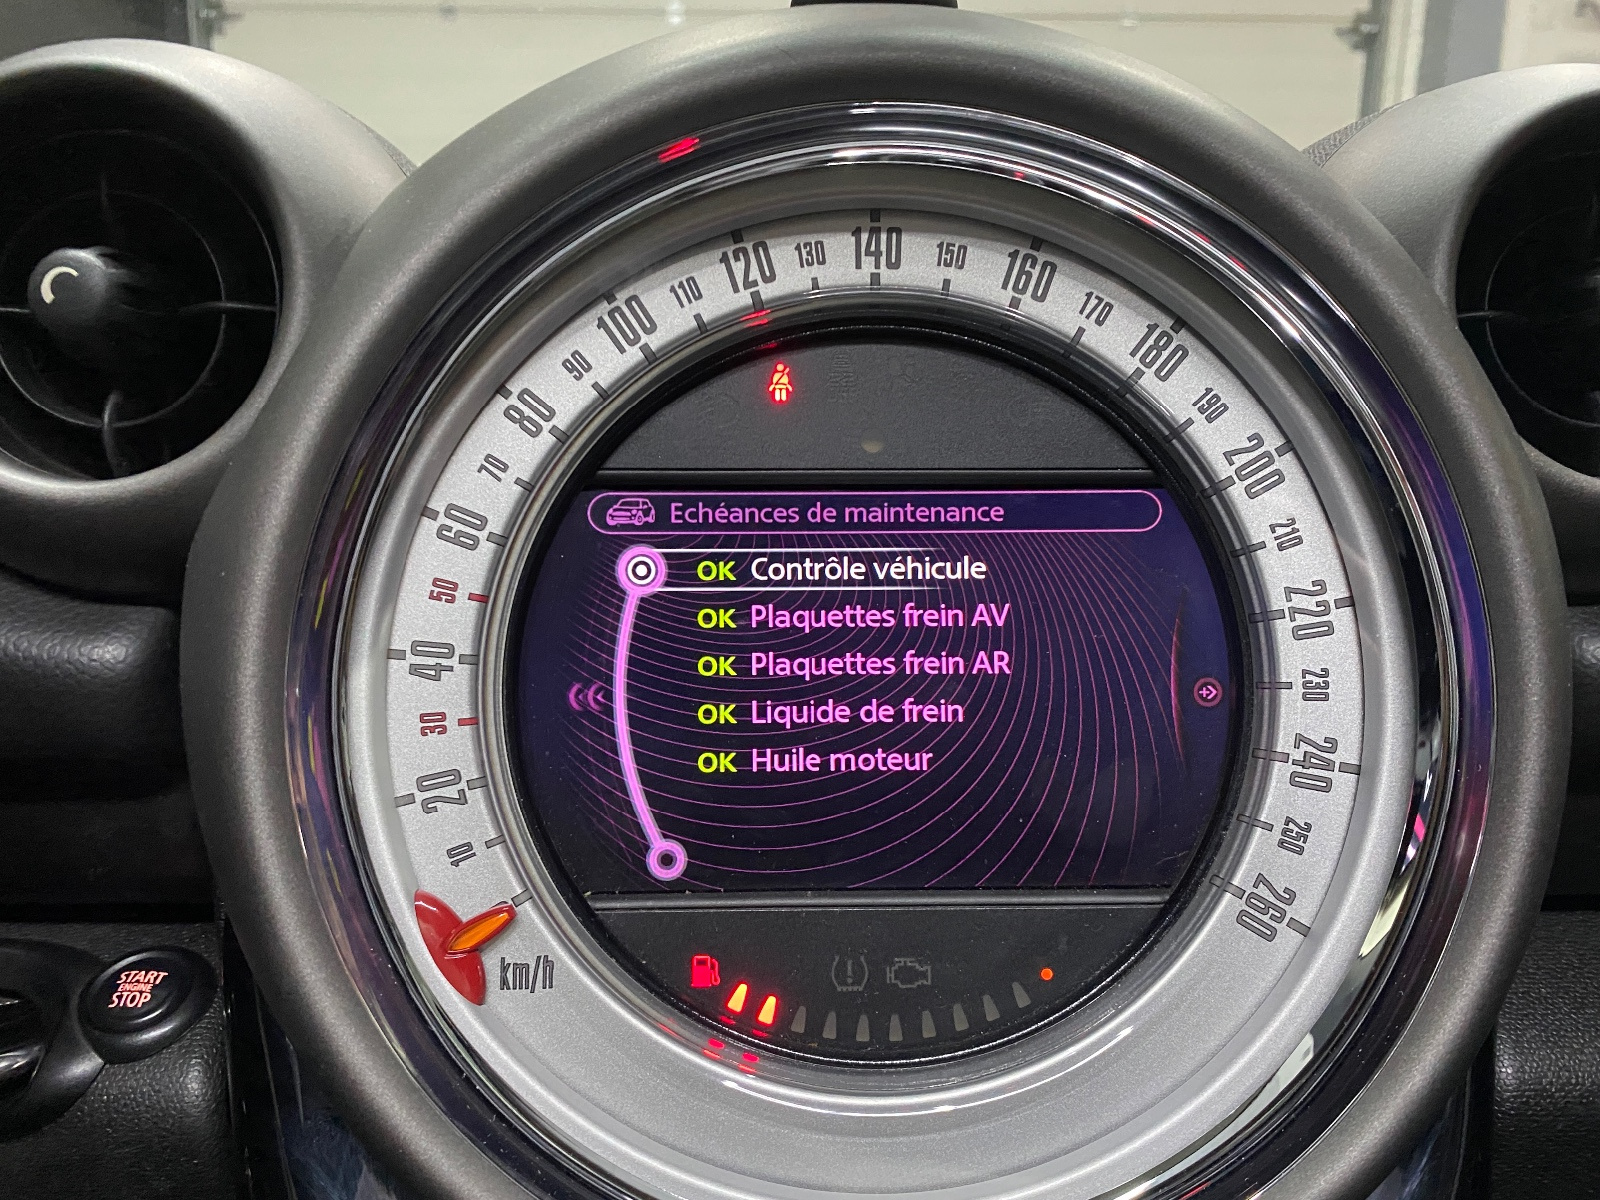 10
20
30
40
50
60
70
80
90
100
110
120
130
140
150
160
170
180
190
200
210
220
230
240
250
260
km/h
Echéances de maintenance
OK Contrôle véhicule
OK Plaquettes frein AV
OK Plaquettes frein AR
OK Liquide de frein
OK Huile moteur
START
ENGINE
STOP